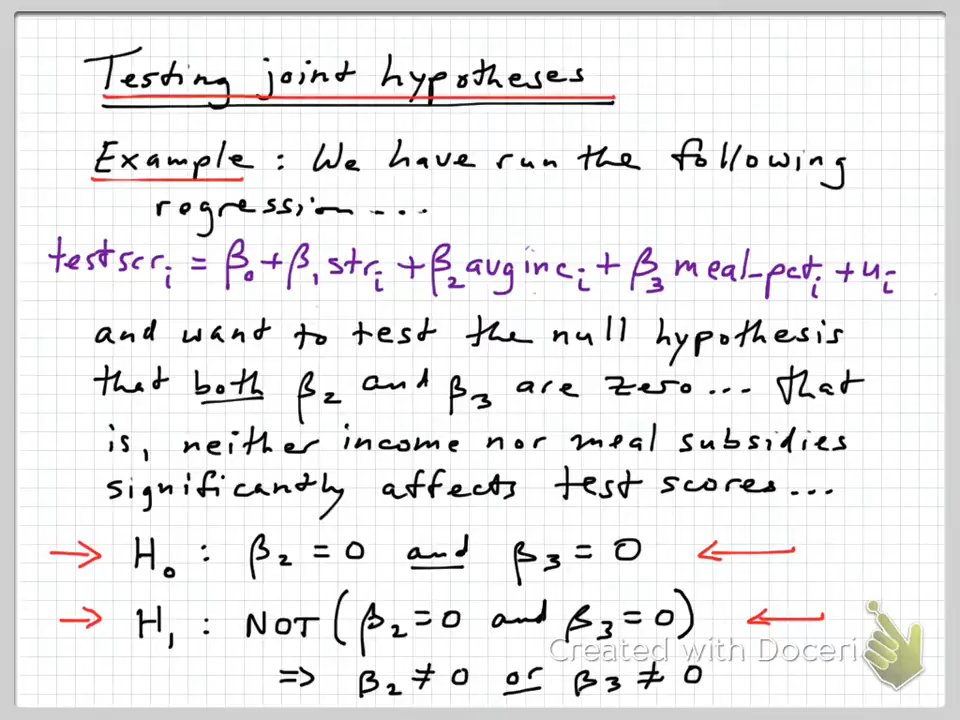 Testing joint hypotheses
Example : We have run the following
regression...
testscr_i = β_0 + β_1 str_i + β_2 avginc_i + β_3 meal_pct_i + u_i
and want to test the null hypothesis
that both β_2 and β_3 are zero... that
is, neither income nor meal subsidies
significantly affects test scores...
→ H_0 : β_2 = 0 and β_3 = 0 ←
→ H_1 : NOT (β_2 = 0 and β_3 = 0) ←
Created with Doceri
⇒ β_2 ≠ 0 or β_3 ≠ 0